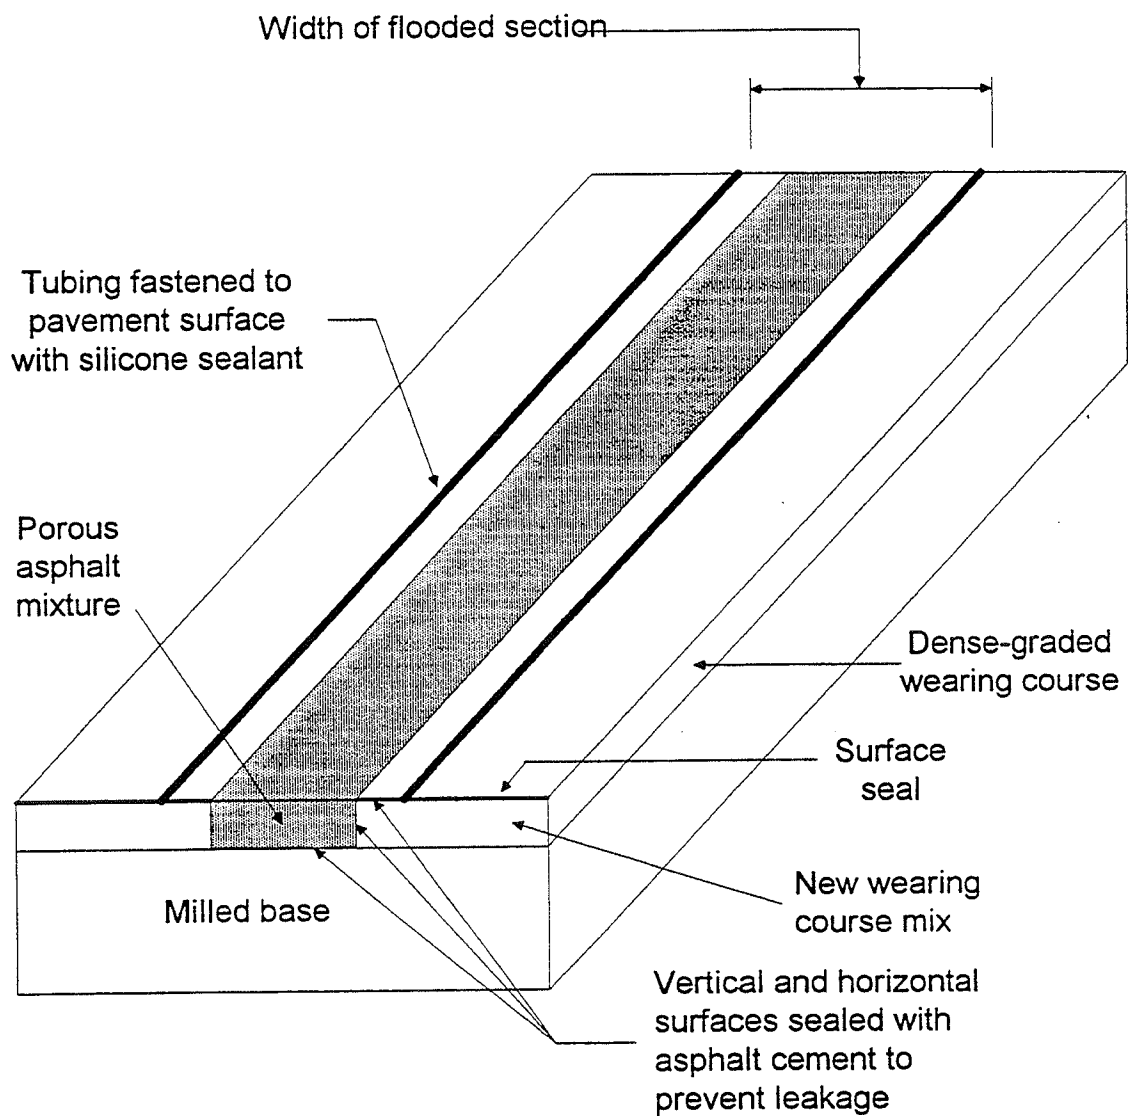 Width of flooded section
Tubing fastened to
pavement surface
with silicone sealant
Porous
asphalt
mixture
Dense-graded
wearing course
Surface
seal
New wearing
course mix
Milled base
Vertical and horizontal
surfaces sealed with
asphalt cement to
prevent leakage